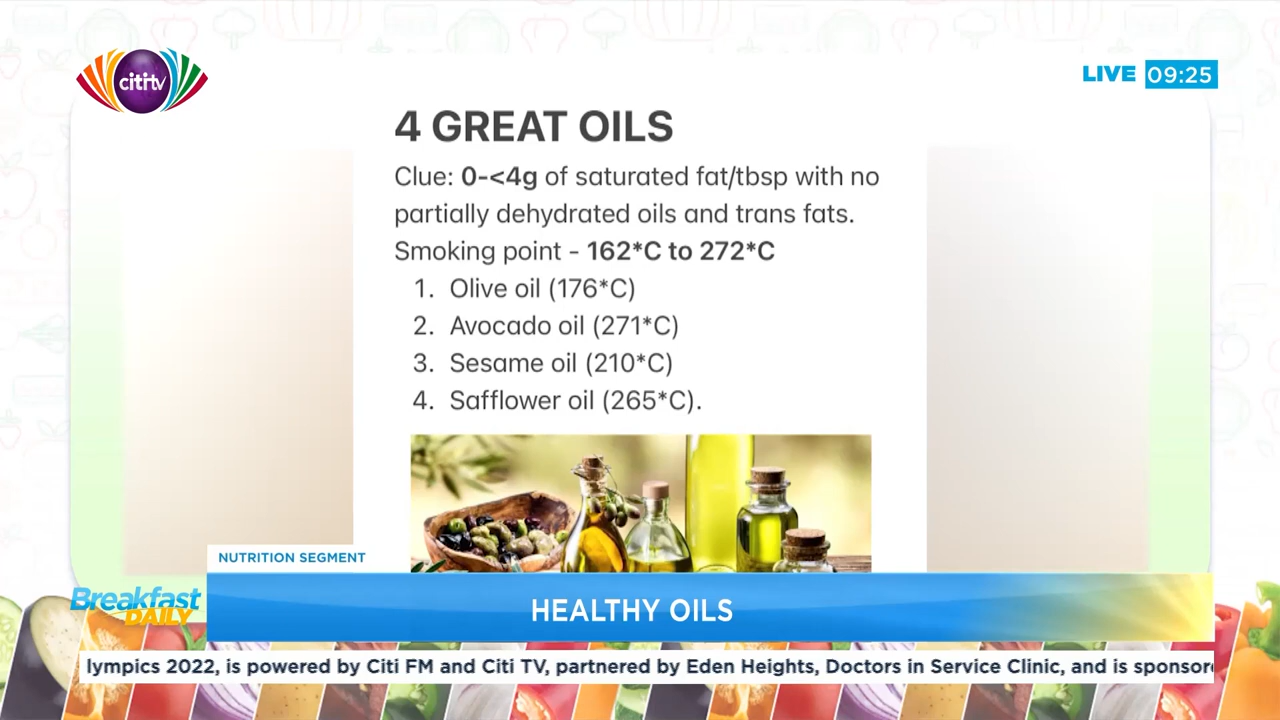 cititv
LIVE 09:25
4 GREAT OILS
Clue: 0-<4g of saturated fat/tbsp with no
partially dehydrated oils and trans fats.
Smoking point - 162*C to 272*C
1. Olive oil (176*C)
2. Avocado oil (271*C)
3. Sesame oil (210*C)
4. Safflower oil (265*C).
NUTRITION SEGMENT
Breakfast
DAILY
HEALTHY OILS
lympics 2022, is powered by Citi FM and Citi TV, partnered by Eden Heights, Doctors in Service Clinic, and is sponsor